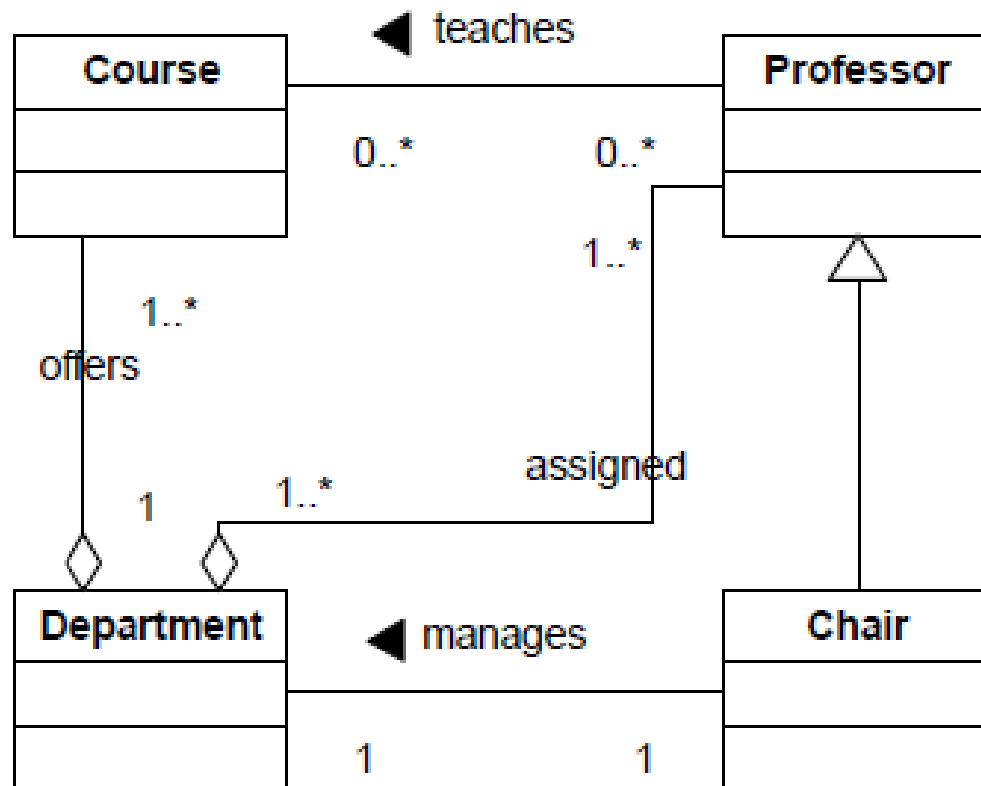 teaches
Course
Professor
0..*
0..*
1..*
1..*
offers
assigned
1..*
1
Department
manages
Chair
1
1